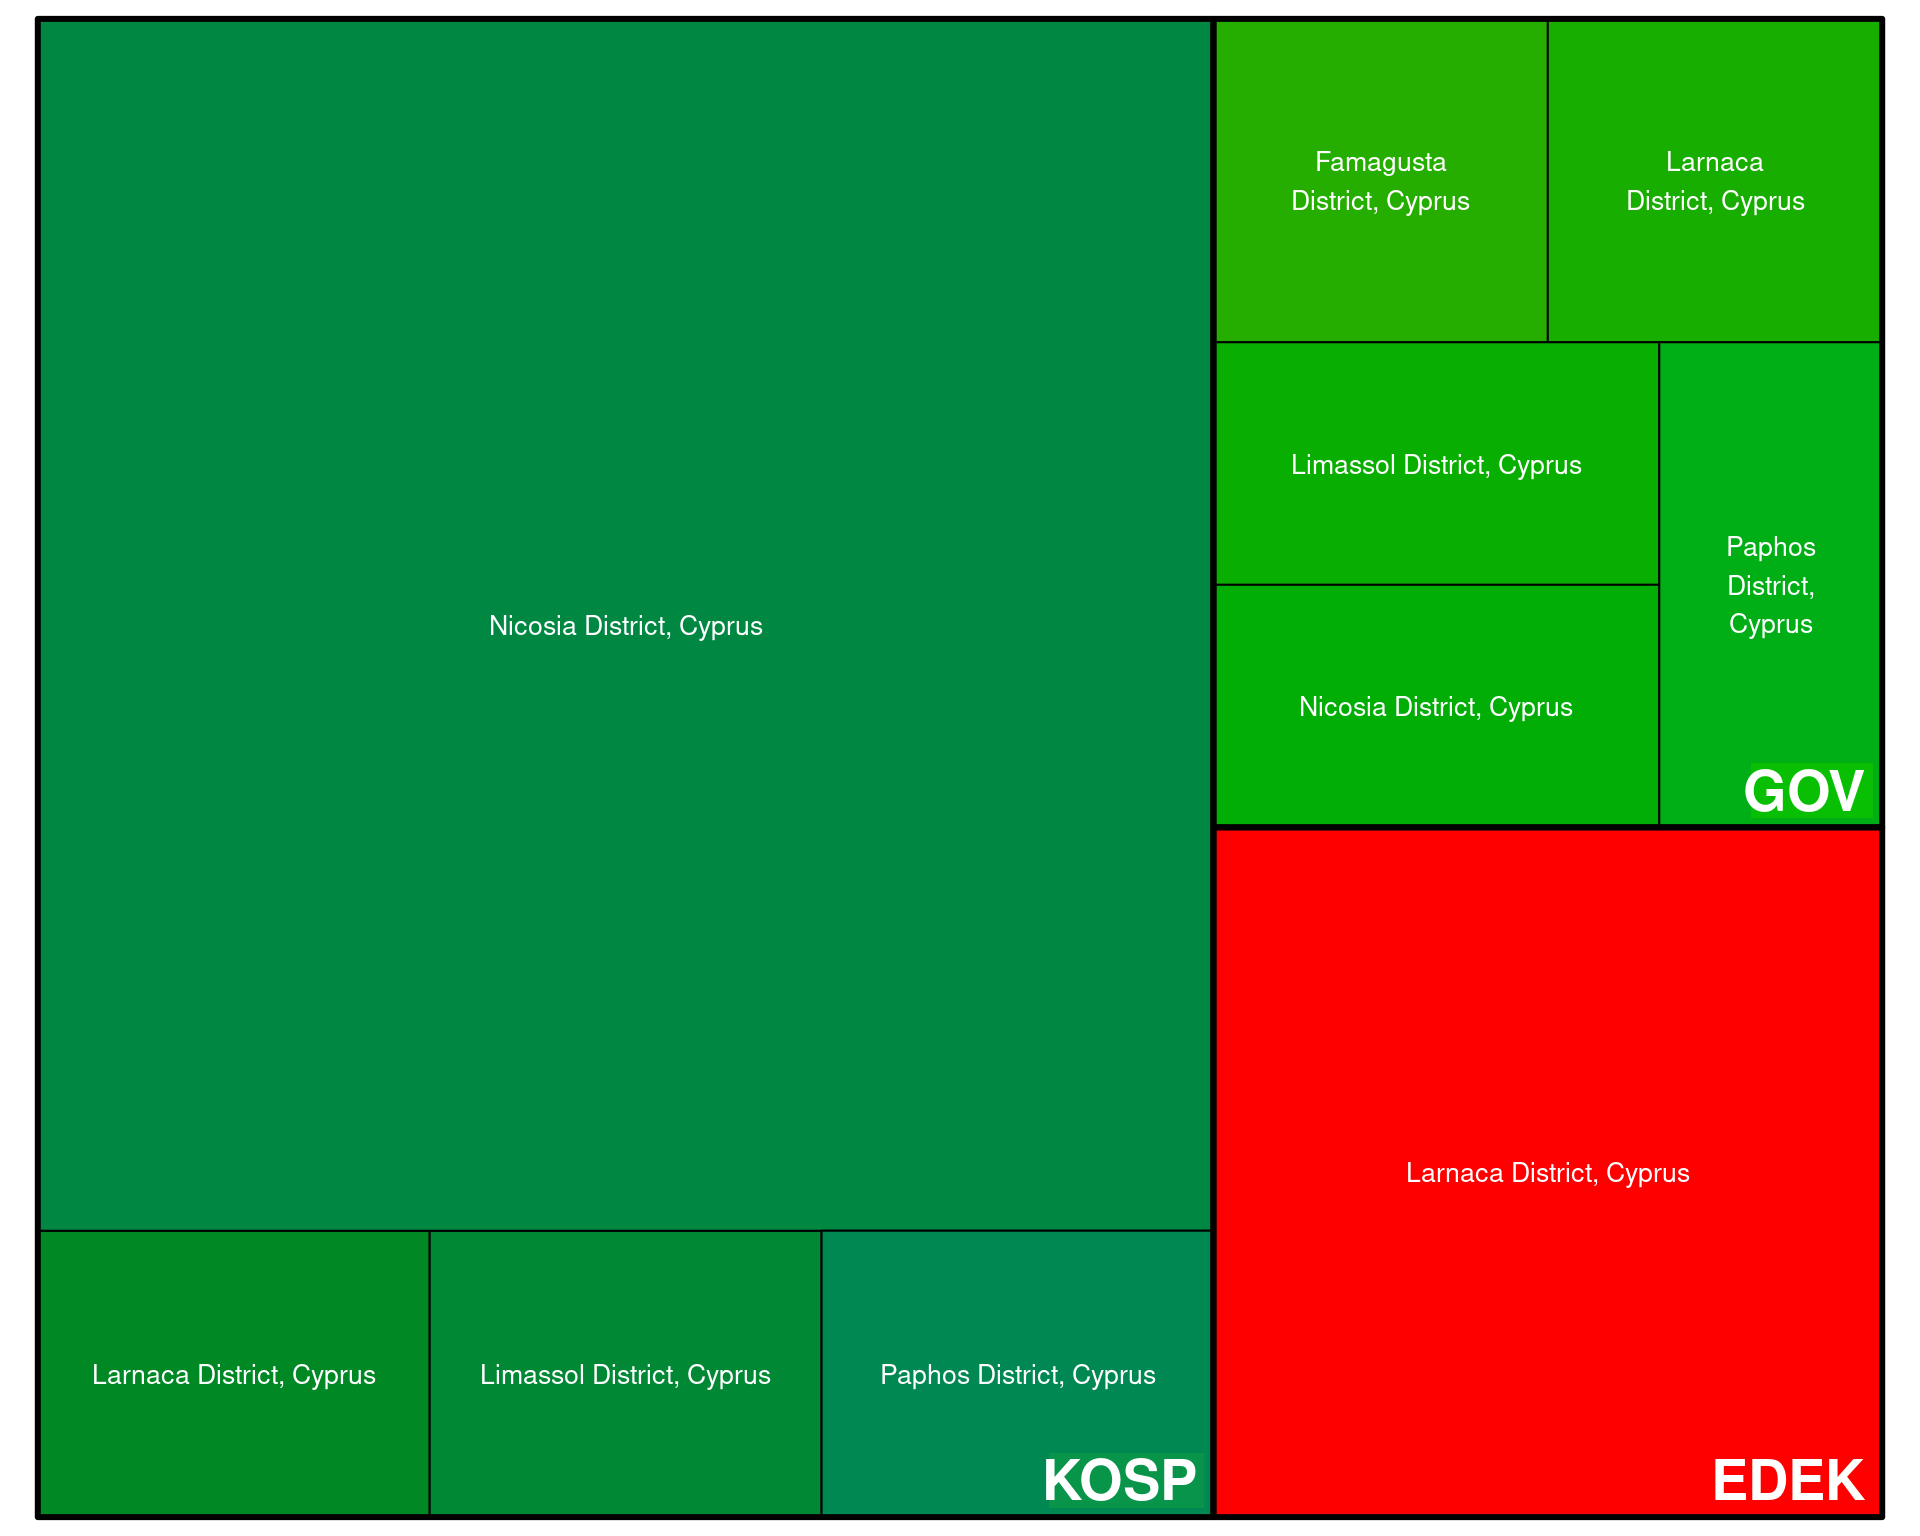 Nicosia District, Cyprus
Larnaca District, Cyprus
Limassol District, Cyprus
Paphos District, Cyprus
KOSP
Famagusta
District, Cyprus
Larnaca
District, Cyprus
Limassol District, Cyprus
Nicosia District, Cyprus
Paphos
District,
Cyprus
GOV
Larnaca District, Cyprus
EDEK